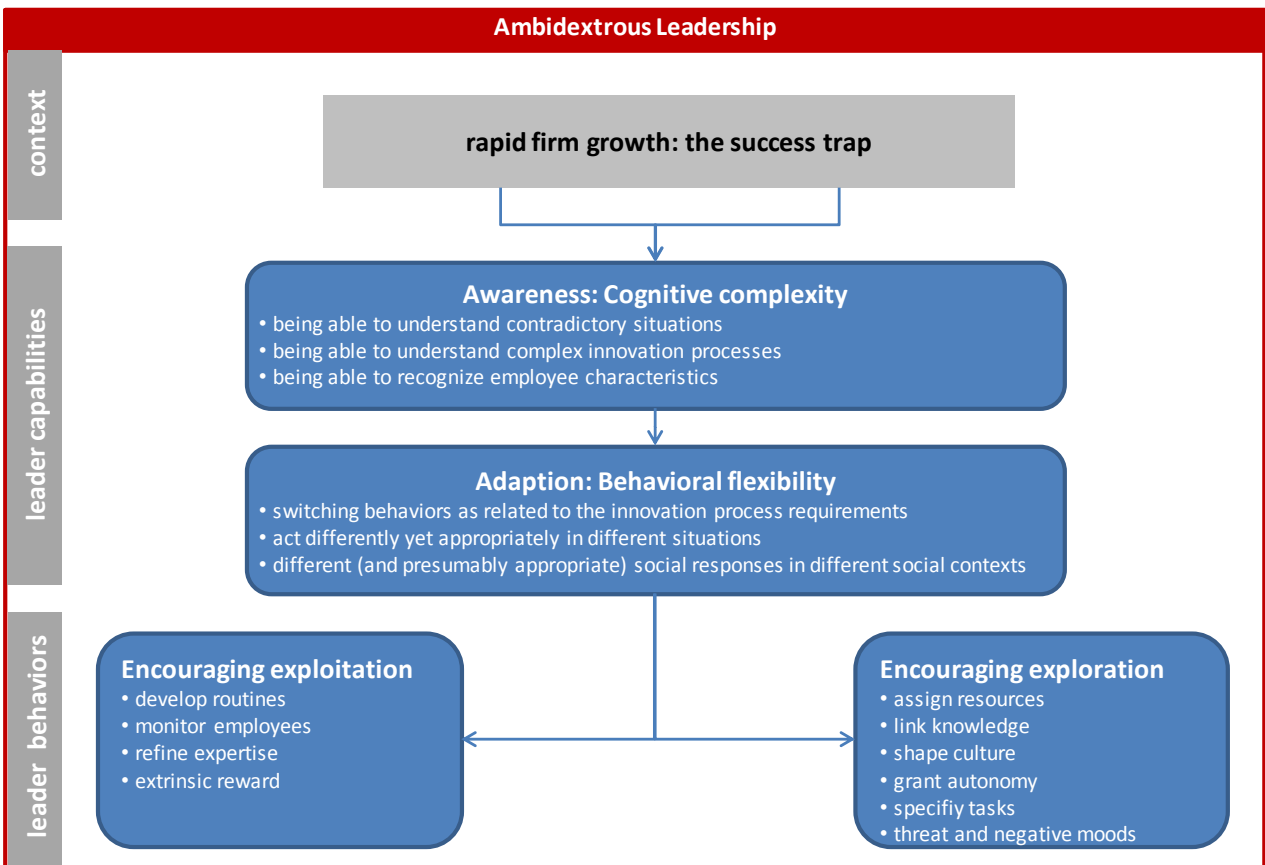 Ambidextrous Leadership
context
rapid firm growth: the success trap
leader capabilities
Awareness: Cognitive complexity
• being able to understand contradictory situations
• being able to understand complex innovation processes
• being able to recognize employee characteristics
Adaption: Behavioral flexibility
• switching behaviors as related to the innovation process requirements
• act differently yet appropriately in different situations
• different (and presumably appropriate) social responses in different social contexts
leader behaviors
Encouraging exploitation
• develop routines
• monitor employees
• refine expertise
• extrinsic reward
Encouraging exploration
• assign resources
• link knowledge
• shape culture
• grant autonomy
• specifiy tasks
• threat and negative moods